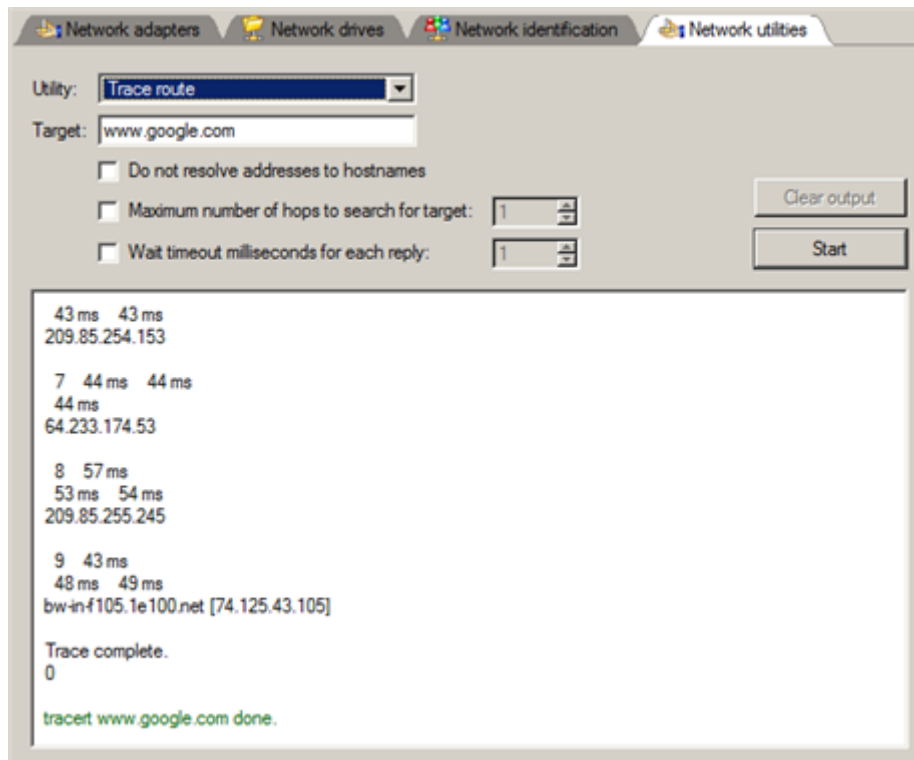 Network adapters Network drives Network identification Network utilities
Utility: Trace route
Target: www.google.com
Do not resolve addresses to hostnames
Maximum number of hops to search for target: 1
Clear output
Wait timeout milliseconds for each reply: 1
Start
43 ms 43 ms
209.85.254.153
7 44 ms 44 ms
44 ms
64.233.174.53
8 57 ms
53 ms 54 ms
209.85.255.245
9 43 ms
48 ms 49 ms
bw-in-f105.1e100.net [74.125.43.105]
Trace complete.
0
tracert www.google.com done.